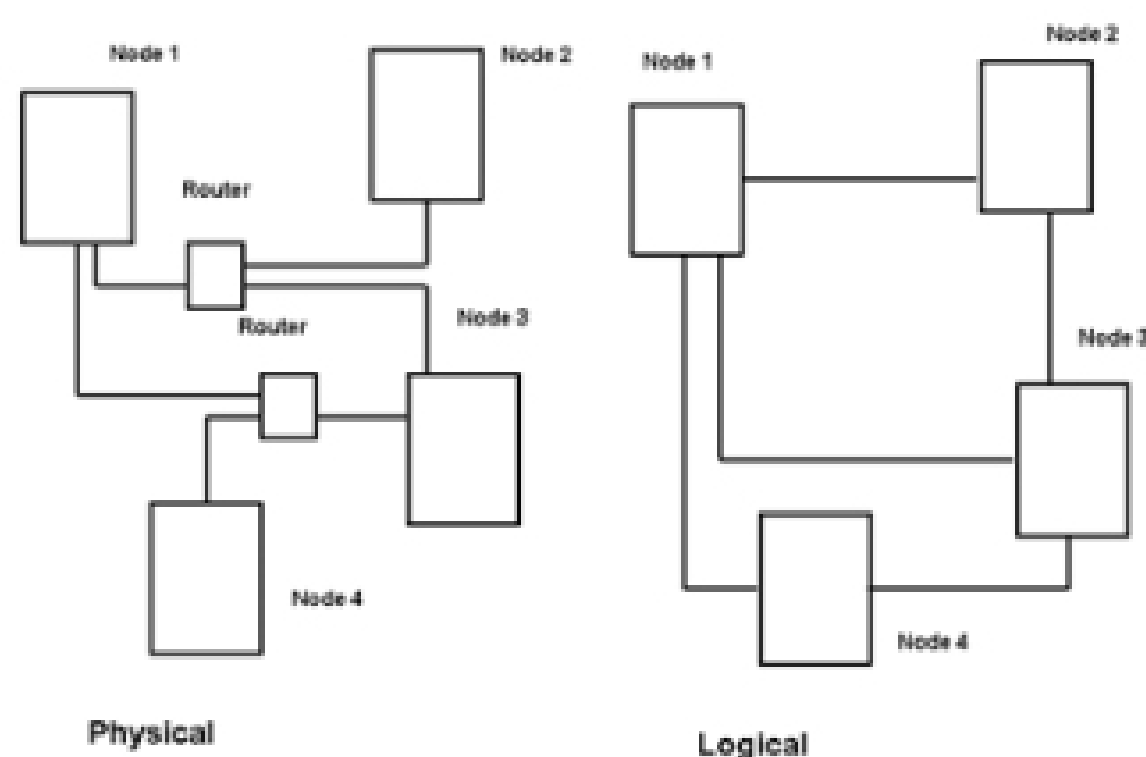 Node 1
Node 2
Router
Router
Node 3
Node 4
Physical
Node 1
Node 2
Node 3
Node 4
Logical